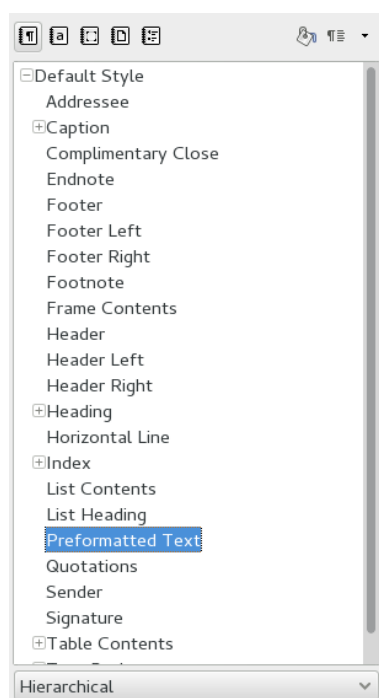 Default Style
Addressee
Caption
Complimentary Close
Endnote
Footer
Footer Left
Footer Right
Footnote
Frame Contents
Header
Header Left
Header Right
Heading
Horizontal Line
Index
List Contents
List Heading
Preformatted Text
Quotations
Sender
Signature
Table Contents
Hierarchical